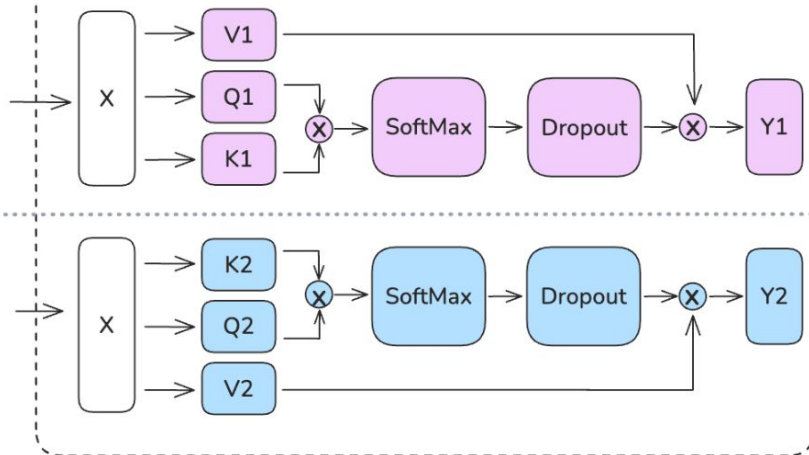 V1
X
Q1
SoftMax
Dropout
Y1
X
X
K1
K2
X
Q2
SoftMax
Dropout
Y2
X
X
V2